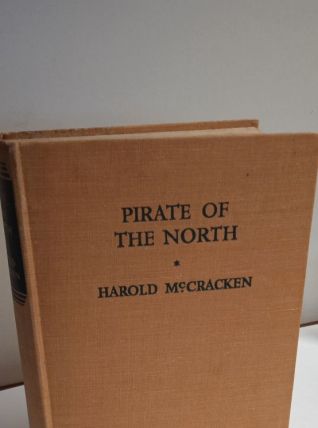 PIRATE OF
THE NORTH
*
HAROLD McCRACKEN